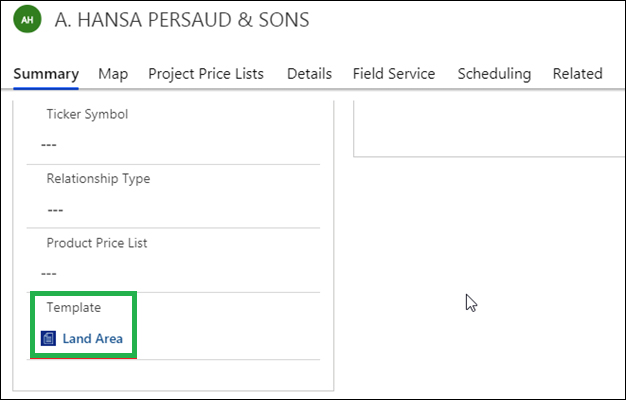 AH A. HANSA PERSAUD & SONS
Summary Map Project Price Lists Details Field Service Scheduling Related
Ticker Symbol
---
Relationship Type
---
Product Price List
---
Template
Land Area